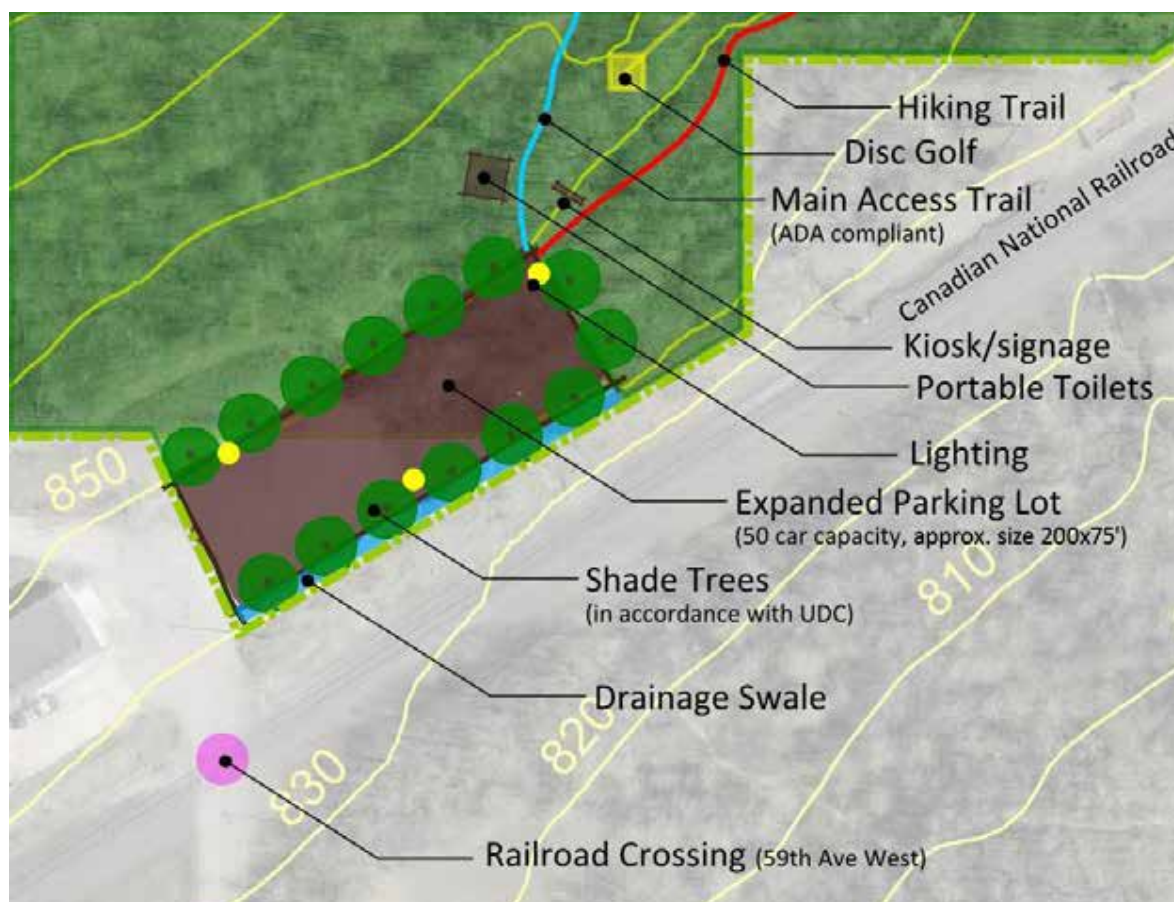 Hiking Trail
Disc Golf
Main Access Trail
(ADA compliant)
Canadian National Railroad
Kiosk/signage
Portable Toilets
Lighting
850
Expanded Parking Lot
(50 car capacity, approx. size 200x75')
810
Shade Trees
(in accordance with UDC)
Drainage Swale
820
830
Railroad Crossing (59th Ave West)